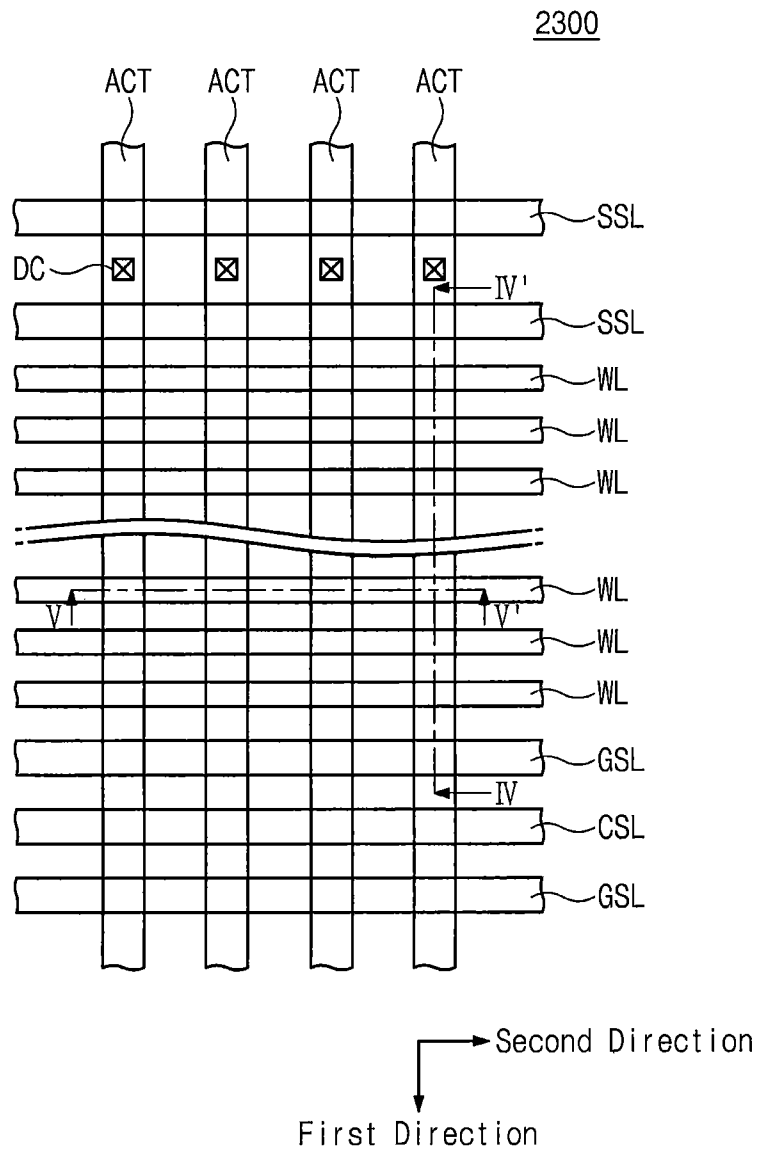 2300
ACT ACT ACT ACT
SSL
DC
IV'
SSL
WL
WL
WL
WL
V V'
WL
WL
GSL
IV
CSL
GSL
Second Direction
First Direction